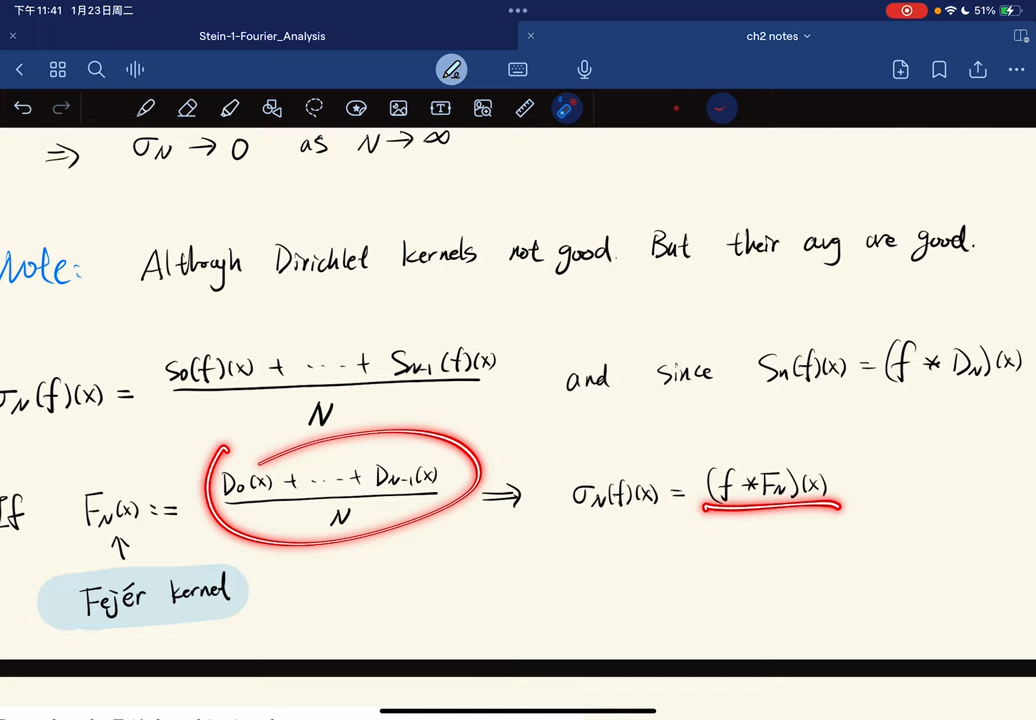 下午11:41 1月23日周二
51%
Stein-1-Fourier_Analysis
ch2 notes
⇒ σN → 0 as N → ∞
Note: Although Dirichlet kernels not good. But their avg are good.
σN(f)(x) = S0(f)(x) + ··· + SN-1(f)(x) / N and since Sn(f)(x) = (f * DN)(x)
If FN(x) := D0(x) + ··· + DN-1(x) / N ⇒ σN(f)(x) = (f * FN)(x)
↑
Fejér kernel